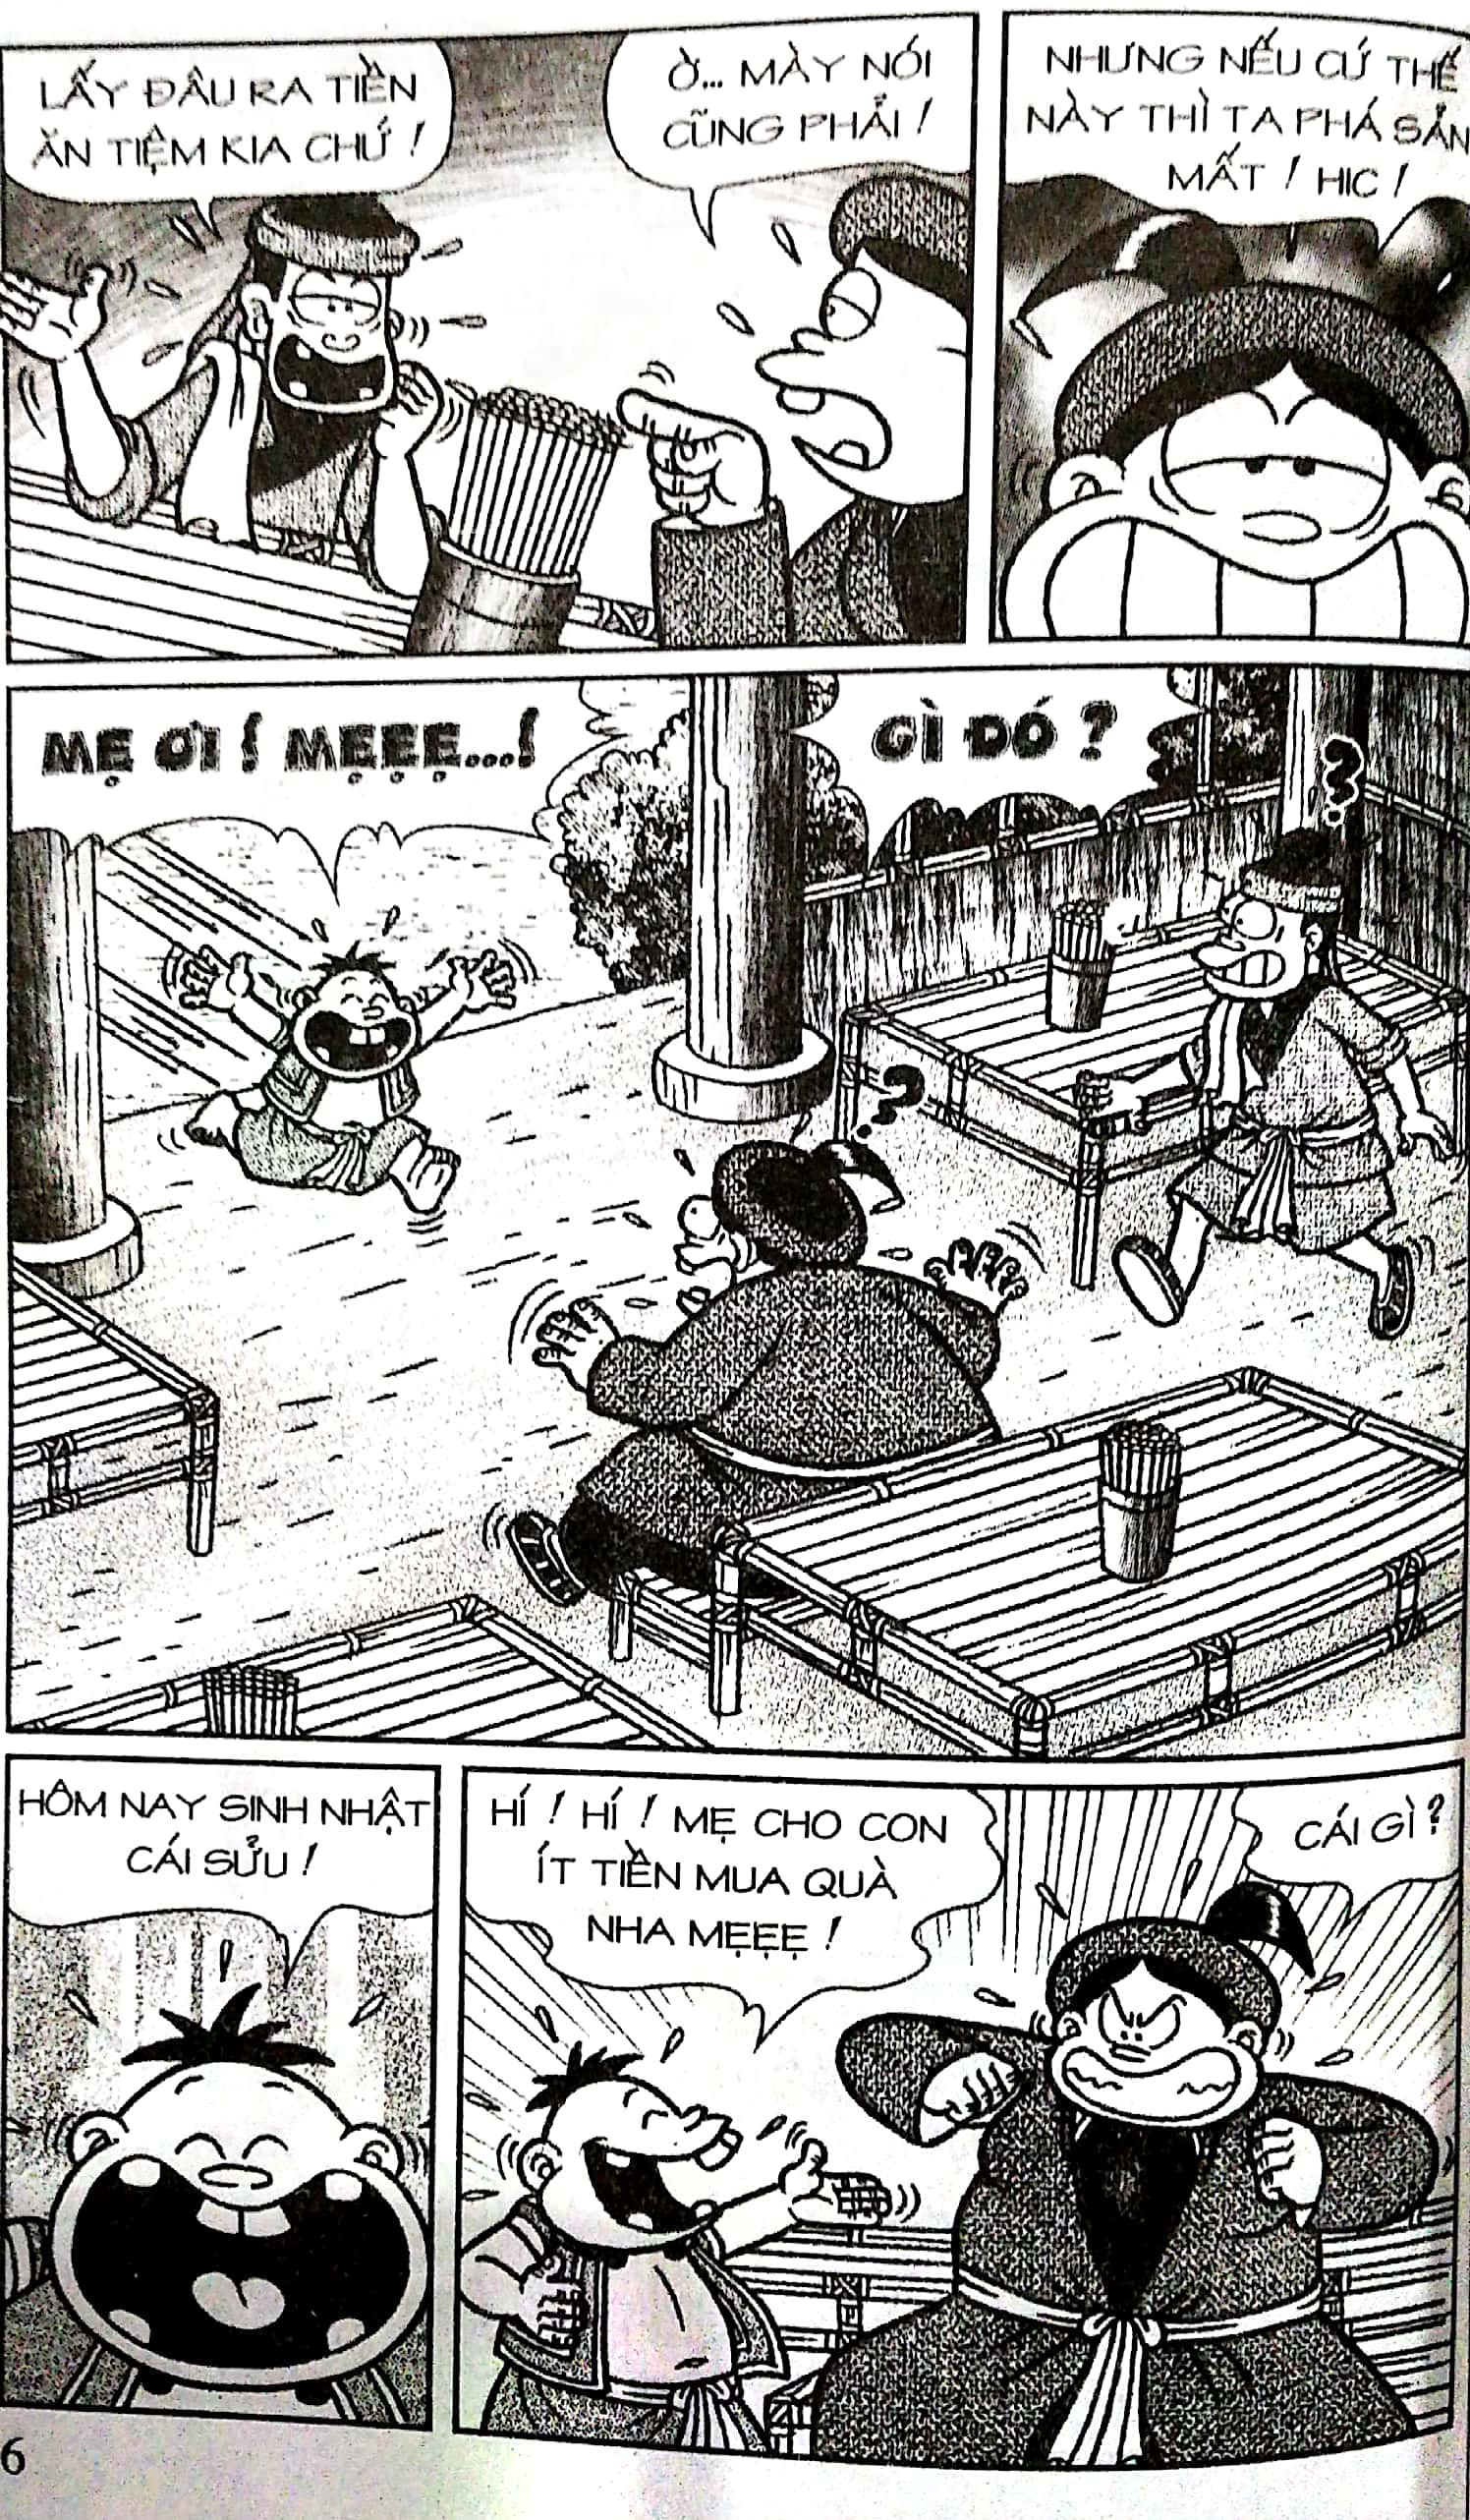 LẤY ĐÂU RA TIỀN
ĂN TIỆM KIA CHỨ !
Ờ... MÀY NÓI
CŨNG PHẢI !
NHƯNG NẾU CỨ THẾ
NÀY THÌ TA PHÁ SẢN
MẤT ! HIC !
MẸ ƠI ! MẸẸẸ...!
GÌ ĐÓ ?
?
?
HÔM NAY SINH NHẬT
CÁI SỬU !
HÍ ! HÍ ! MẸ CHO CON
ÍT TIỀN MUA QUÀ
NHA MẸẸẸ !
CÁI GÌ ?
6